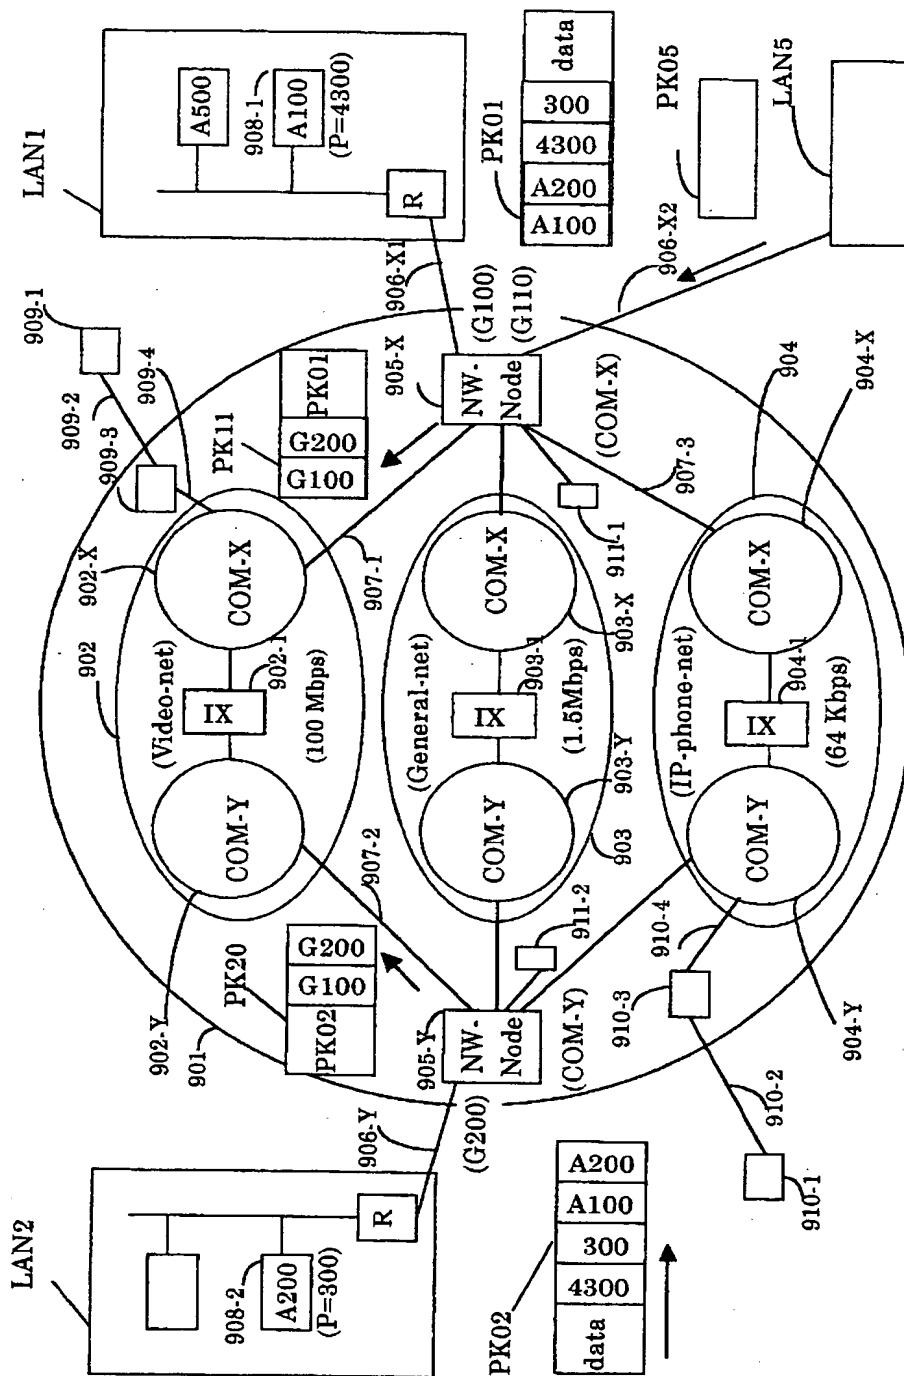 LAN2
908-2
A200
(P=300)
R
906-Y
(G200)
PK02
data
4300
300
A100
A200
901
902-Y
PK20
PK02
G100
G200
905-Y
NW-
Node
(COM-Y)
907-2
911-2
910-1
910-2
910-3
910-4
904-Y
902
(Video-net)
COM-Y
IX
902-1
COM-X
902-X
(100 Mbps)
(General-net)
COM-Y
IX
903-1
COM-X
(1.5Mbps)
903-Y
903
903-X
(IP-phone-net)
COM-Y
IX
904-1
COM-X
(64 Kbps)
904-X
904
909-1
909-2
909-3
909-4
907-1
PK11
G100
G200
PK01
905-X
NW-
Node
(G100)
(G110)
(COM-X)
911-1
907-3
LAN1
A500
908-1
A100
(P=4300)
R
906-X1
PK01
A100
A200
4300
300
data
906-X2
PK05
LAN5